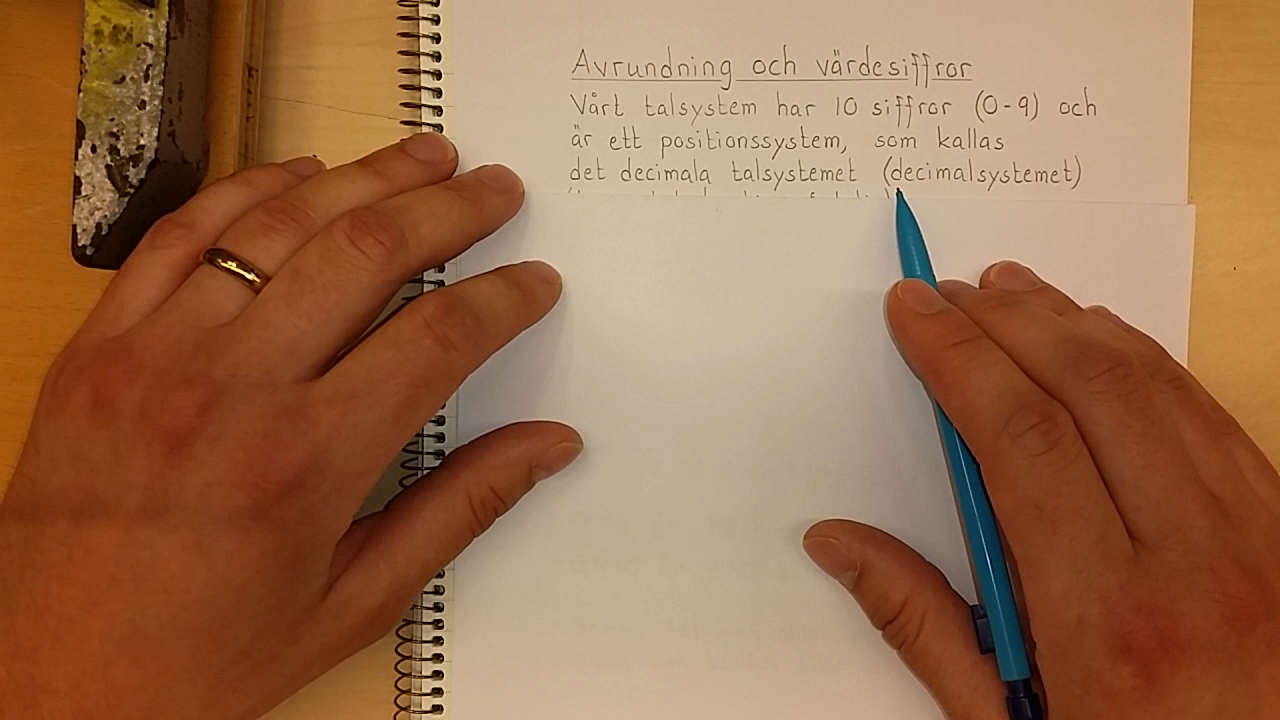 Avrundning och värdesiffror
Vårt talsystem har 10 siffror (0-9) och
är ett positionssystem, som kallas
det decimala talsystemet (decimalsystemet)